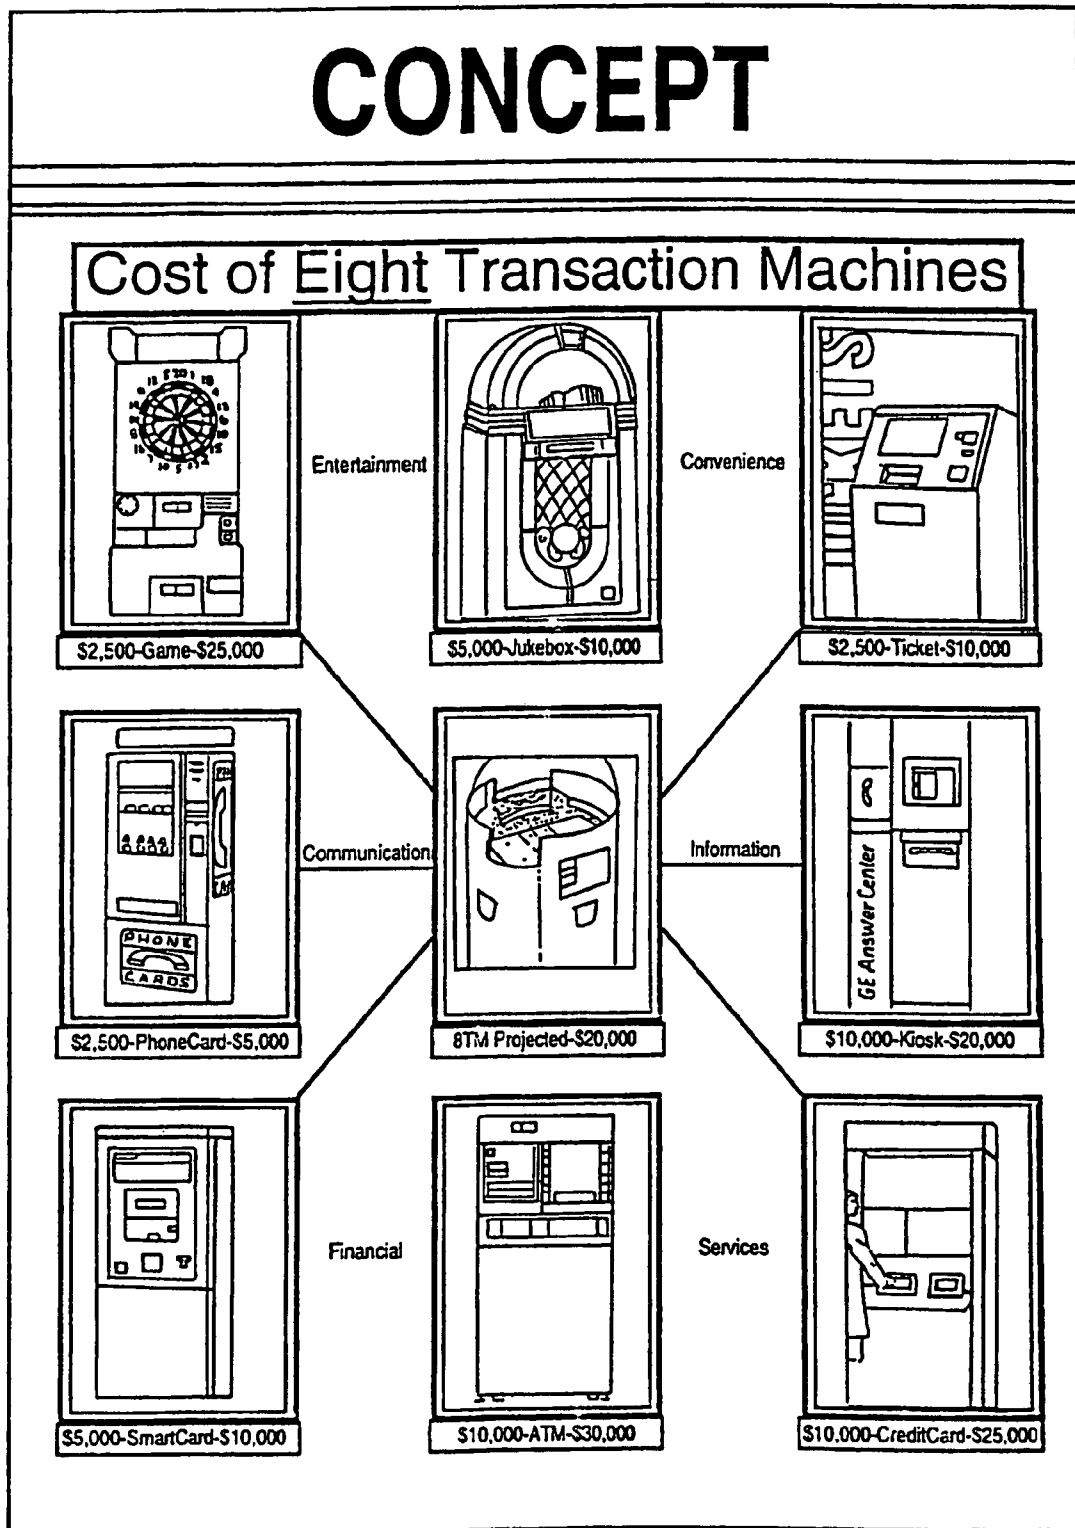 CONCEPT
Cost of Eight Transaction Machines
Entertainment
Convenience
TICKETS
$2,500-Game-$25,000
$5,000-Jukebox-$10,000
$2,500-Ticket-$10,000
PHONE
CARDS
Communication
Information
GE Answer Center
$2,500-PhoneCard-$5,000
8TM Projected-$20,000
$10,000-Kiosk-$20,000
Financial
Services
$5,000-SmartCard-$10,000
$10,000-ATM-$30,000
$10,000-CreditCard-$25,000